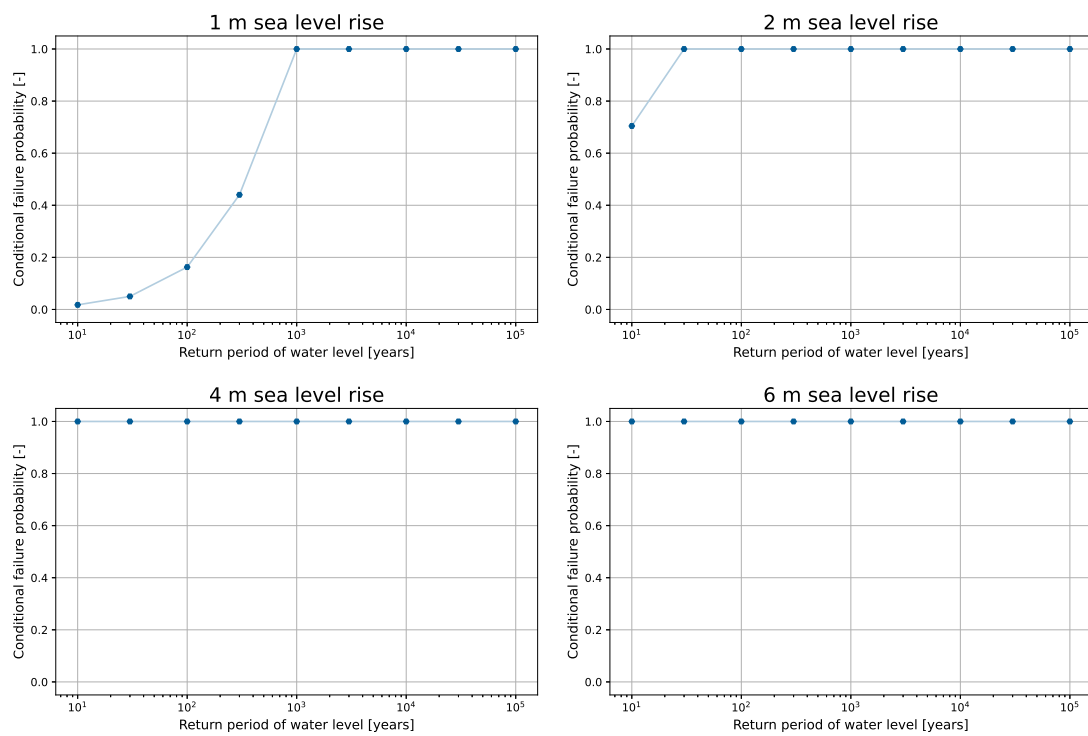 1 m sea level rise
Conditional failure probability [-]
1.0
0.8
0.6
0.4
0.2
0.0
10¹ 10² 10³ 10⁴ 10⁵
Return period of water level [years]
2 m sea level rise
Conditional failure probability [-]
1.0
0.8
0.6
0.4
0.2
0.0
10¹ 10² 10³ 10⁴ 10⁵
Return period of water level [years]
4 m sea level rise
Conditional failure probability [-]
1.0
0.8
0.6
0.4
0.2
0.0
10¹ 10² 10³ 10⁴ 10⁵
Return period of water level [years]
6 m sea level rise
Conditional failure probability [-]
1.0
0.8
0.6
0.4
0.2
0.0
10¹ 10² 10³ 10⁴ 10⁵
Return period of water level [years]